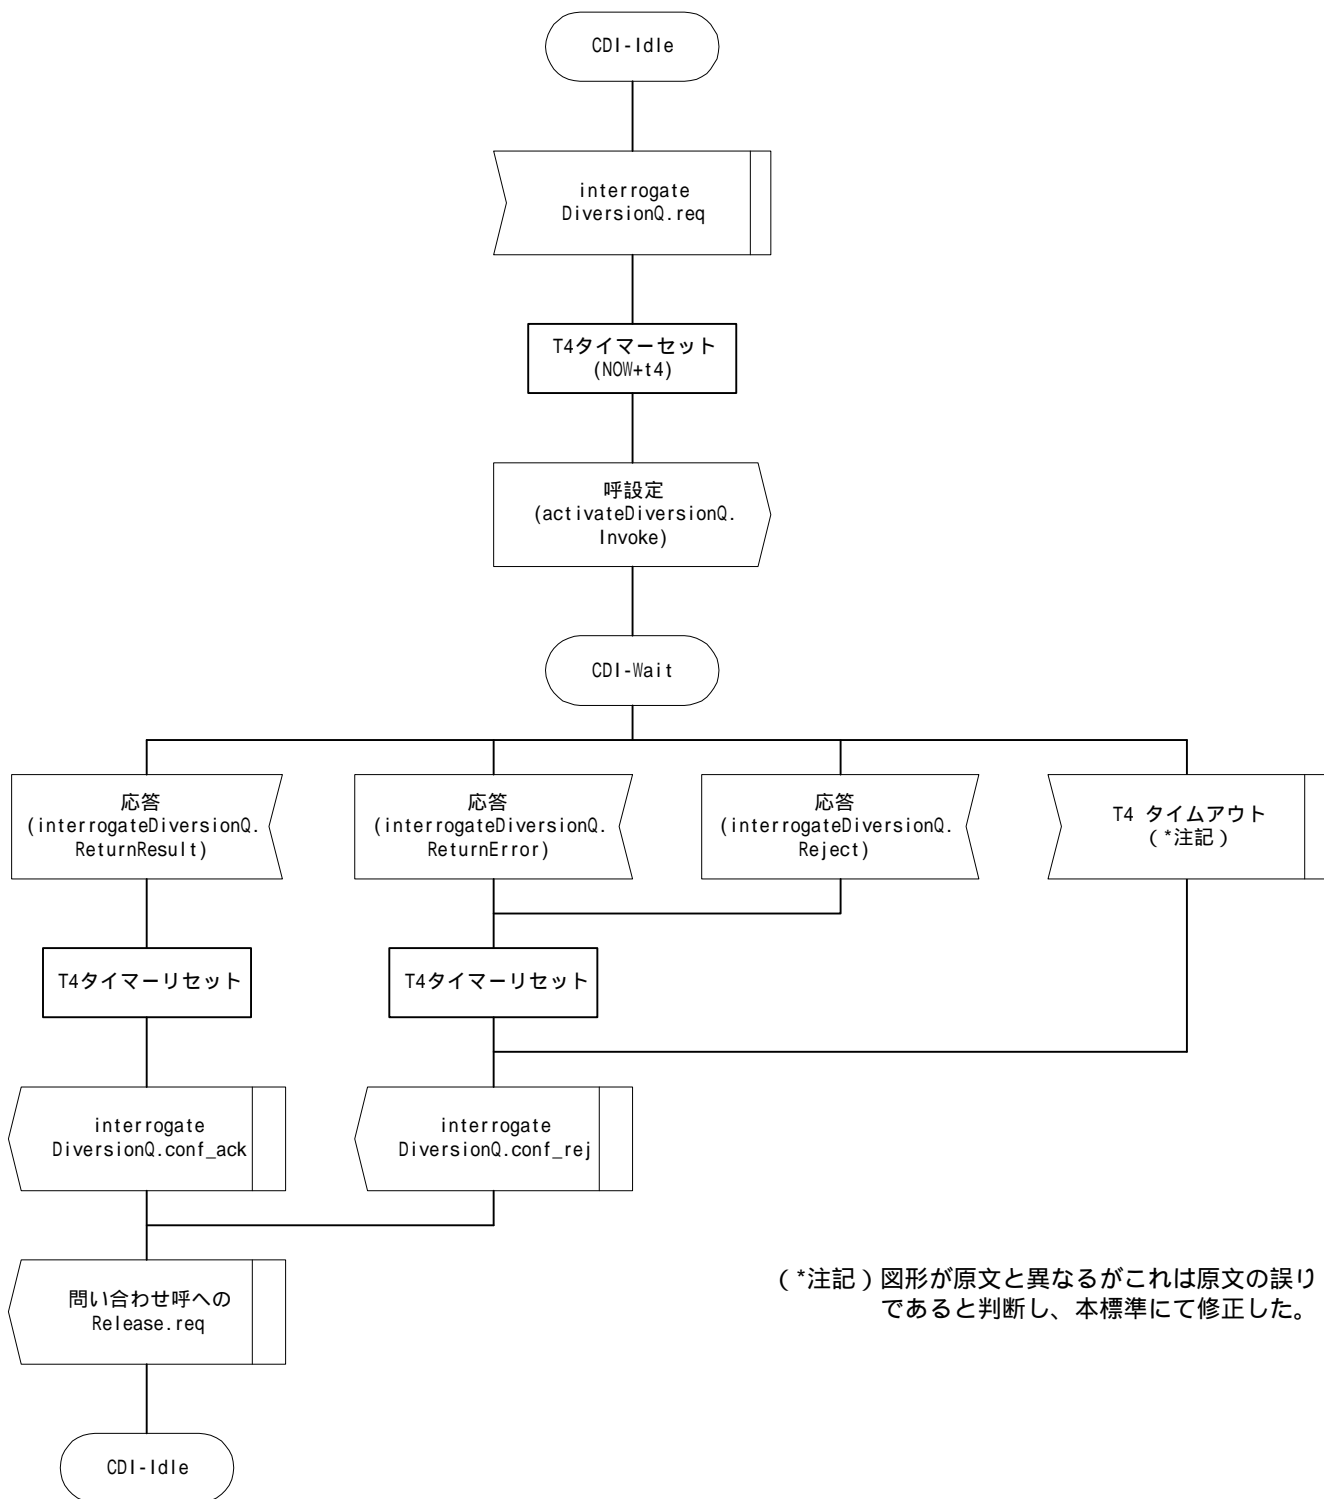 CDI-Idle
interrogate
DiversionQ.req
T4タイマーセット
(NOW+t4)
呼設定
(activateDiversionQ.
Invoke)
CDI-Wait
応答
(interrogateDiversionQ.
ReturnResult)
応答
(interrogateDiversionQ.
ReturnError)
応答
(interrogateDiversionQ.
Reject)
T4 タイムアウト
(*注記)
T4タイマーリセット
T4タイマーリセット
interrogate
DiversionQ.conf_ack
interrogate
DiversionQ.conf_rej
問い合わせ呼への
Release.req
(*注記)図形が原文と異なるがこれは原文の誤り
であると判断し、本標準にて修正した。
CDI-Idle